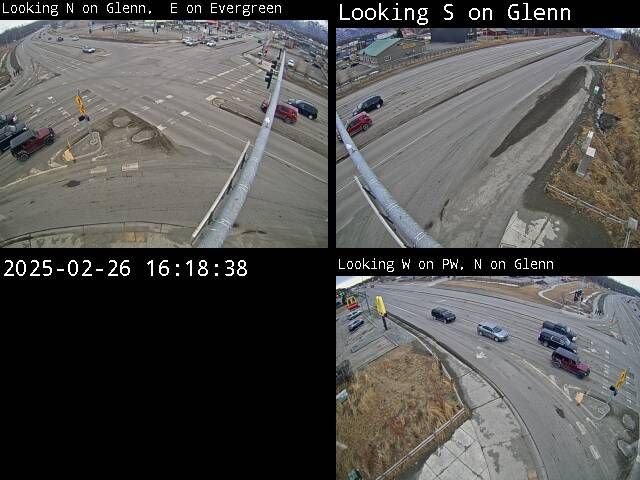 Looking N on Glenn,  E on Evergreen
Looking S on Glenn
2025-02-26 16:18:38
Looking W on PW, N on Glenn